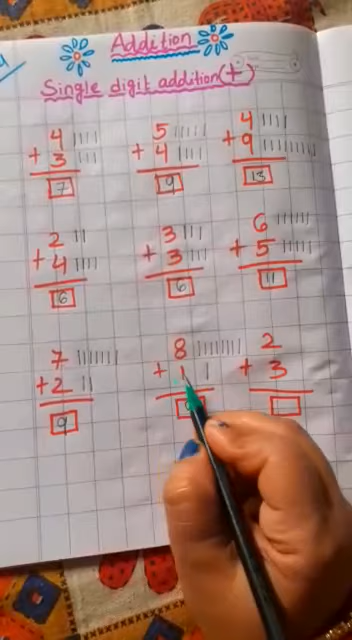 Addition
Single digit addition(+)
4 5 4
+ 3 + 4 + 9
7 9 13
2 3 6
+ 4 + 3 + 5
6 6 11
7 8 2
+ 2 + 1 + 3
9